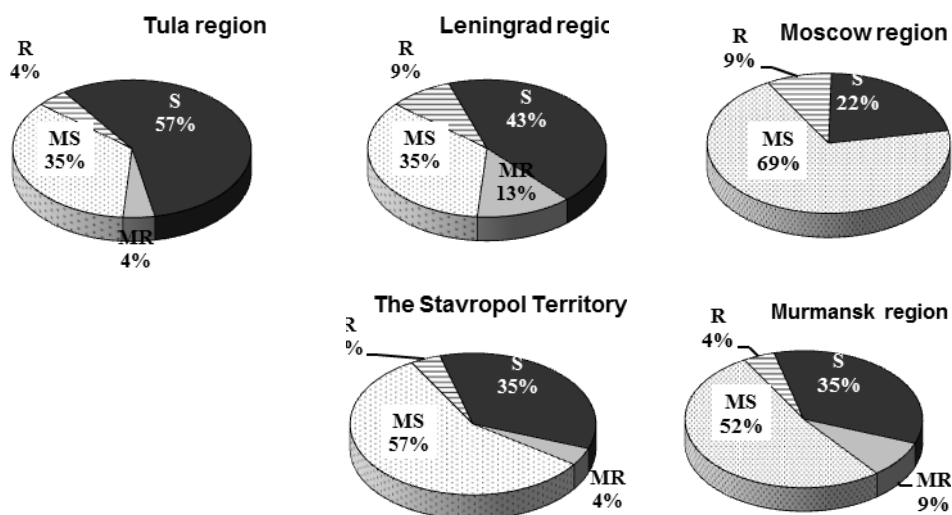 Tula region
R
4%
S
57%
MS
35%
MR
4%
Leningrad regic
R
9%
S
43%
MS
35%
MR
13%
Moscow region
R
9%
S
22%
MS
69%
The Stavropol Territory
R
%
S
35%
MS
57%
MR
4%
Murmansk region
R
4%
S
35%
MS
52%
MR
9%